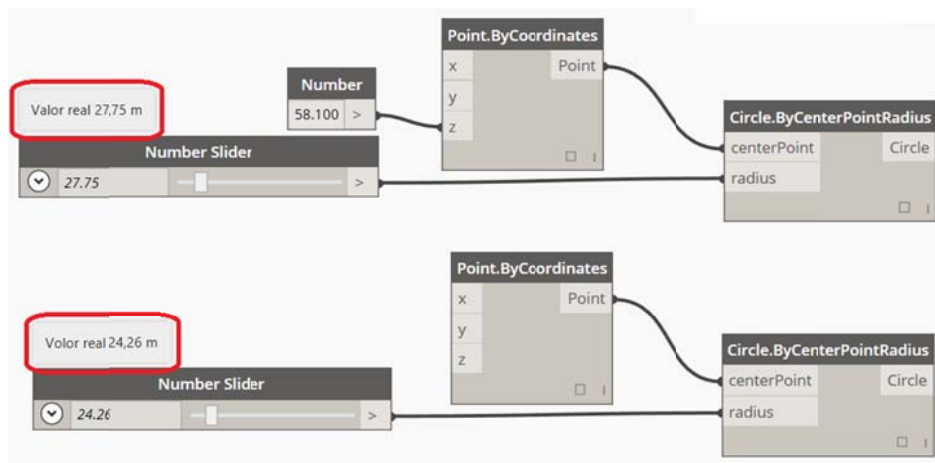 Point.ByCoordinates
x Point
y
z
Number
58.100 >
Valor real 27,75 m
Number Slider
27.75 >
Circle.ByCenterPointRadius
centerPoint Circle
radius
Point.ByCoordinates
x Point
y
z
Volor real 24,26 m
Number Slider
24.26 >
Circle.ByCenterPointRadius
centerPoint Circle
radius